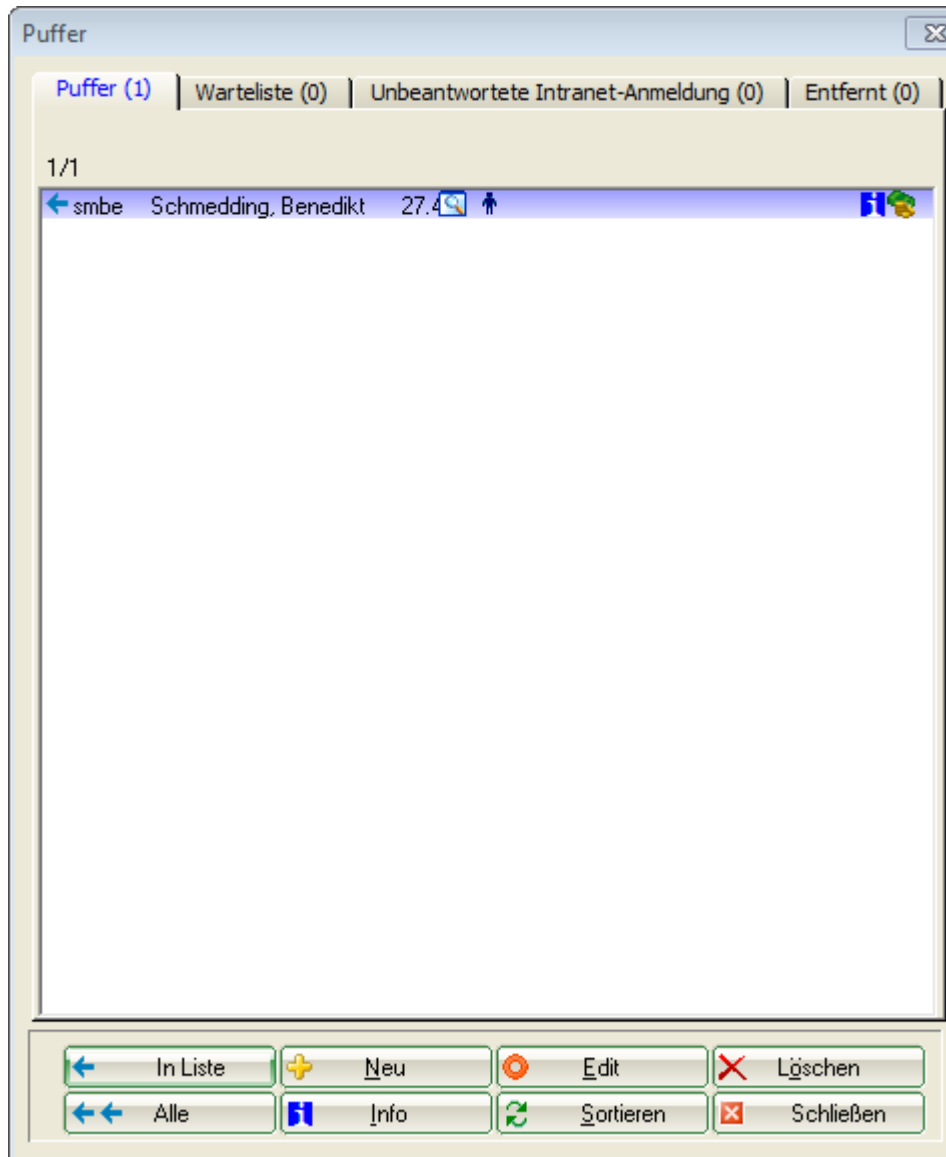 Puffer
Puffer (1) Warteliste (0) Unbeantwortete Intranet-Anmeldung (0) Entfernt (0)
1/1
smbe Schmedding, Benedikt 27.4
In Liste Neu Edit Löschen
Alle Info Sortieren Schließen